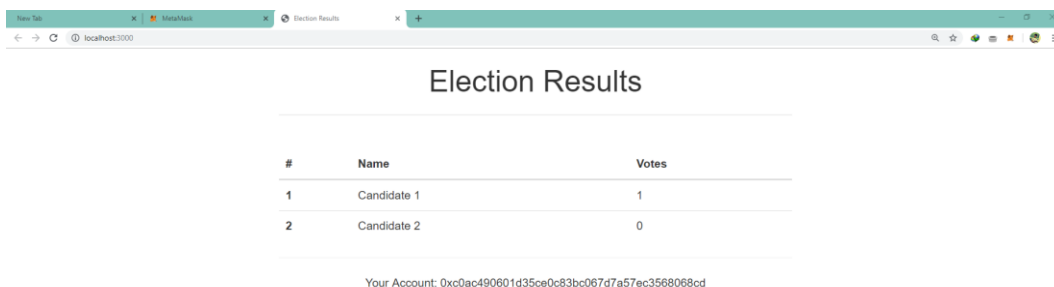 New Tab MetaMask Election Results
localhost:3000
Election Results
# Name Votes
1 Candidate 1 1
2 Candidate 2 0
Your Account: 0xc0ac490601d35ce0c83bc067d7a57ec3568068cd